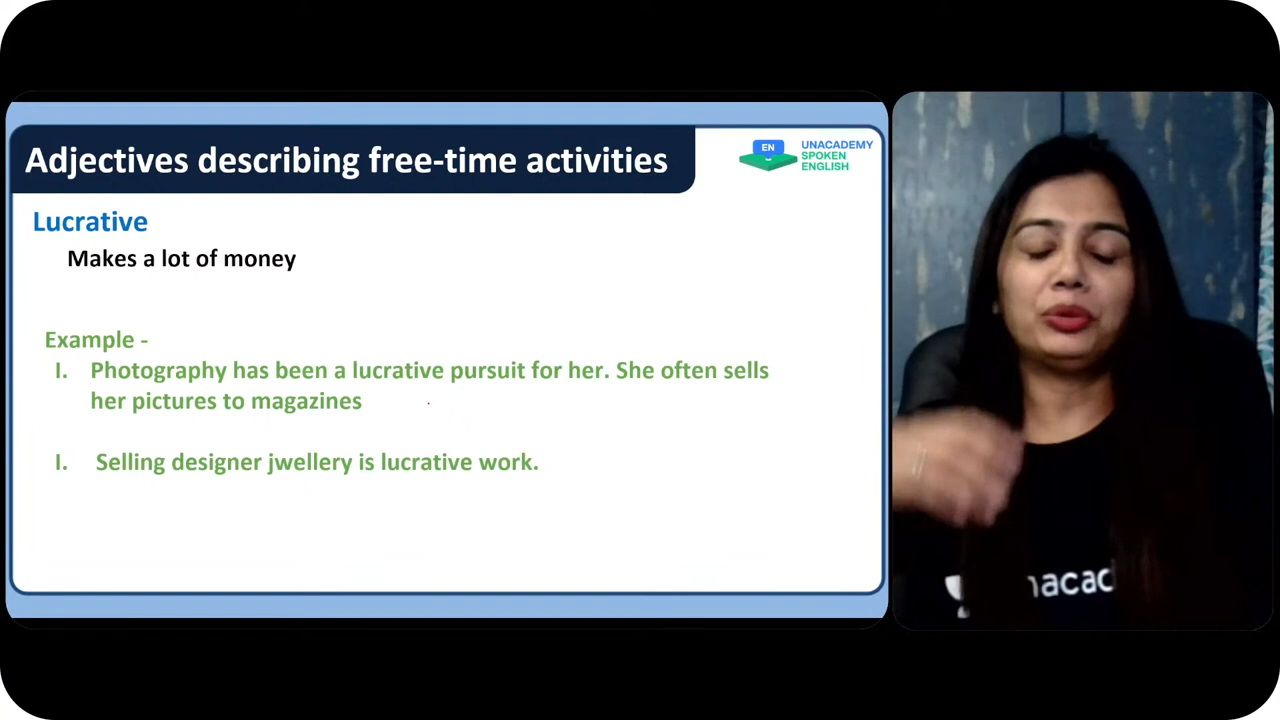 Adjectives describing free-time activities
EN
UNACADEMY
SPOKEN
ENGLISH
Lucrative
Makes a lot of money
Example -
I. Photography has been a lucrative pursuit for her. She often sells
her pictures to magazines
I. Selling designer jwellery is lucrative work.
nacad